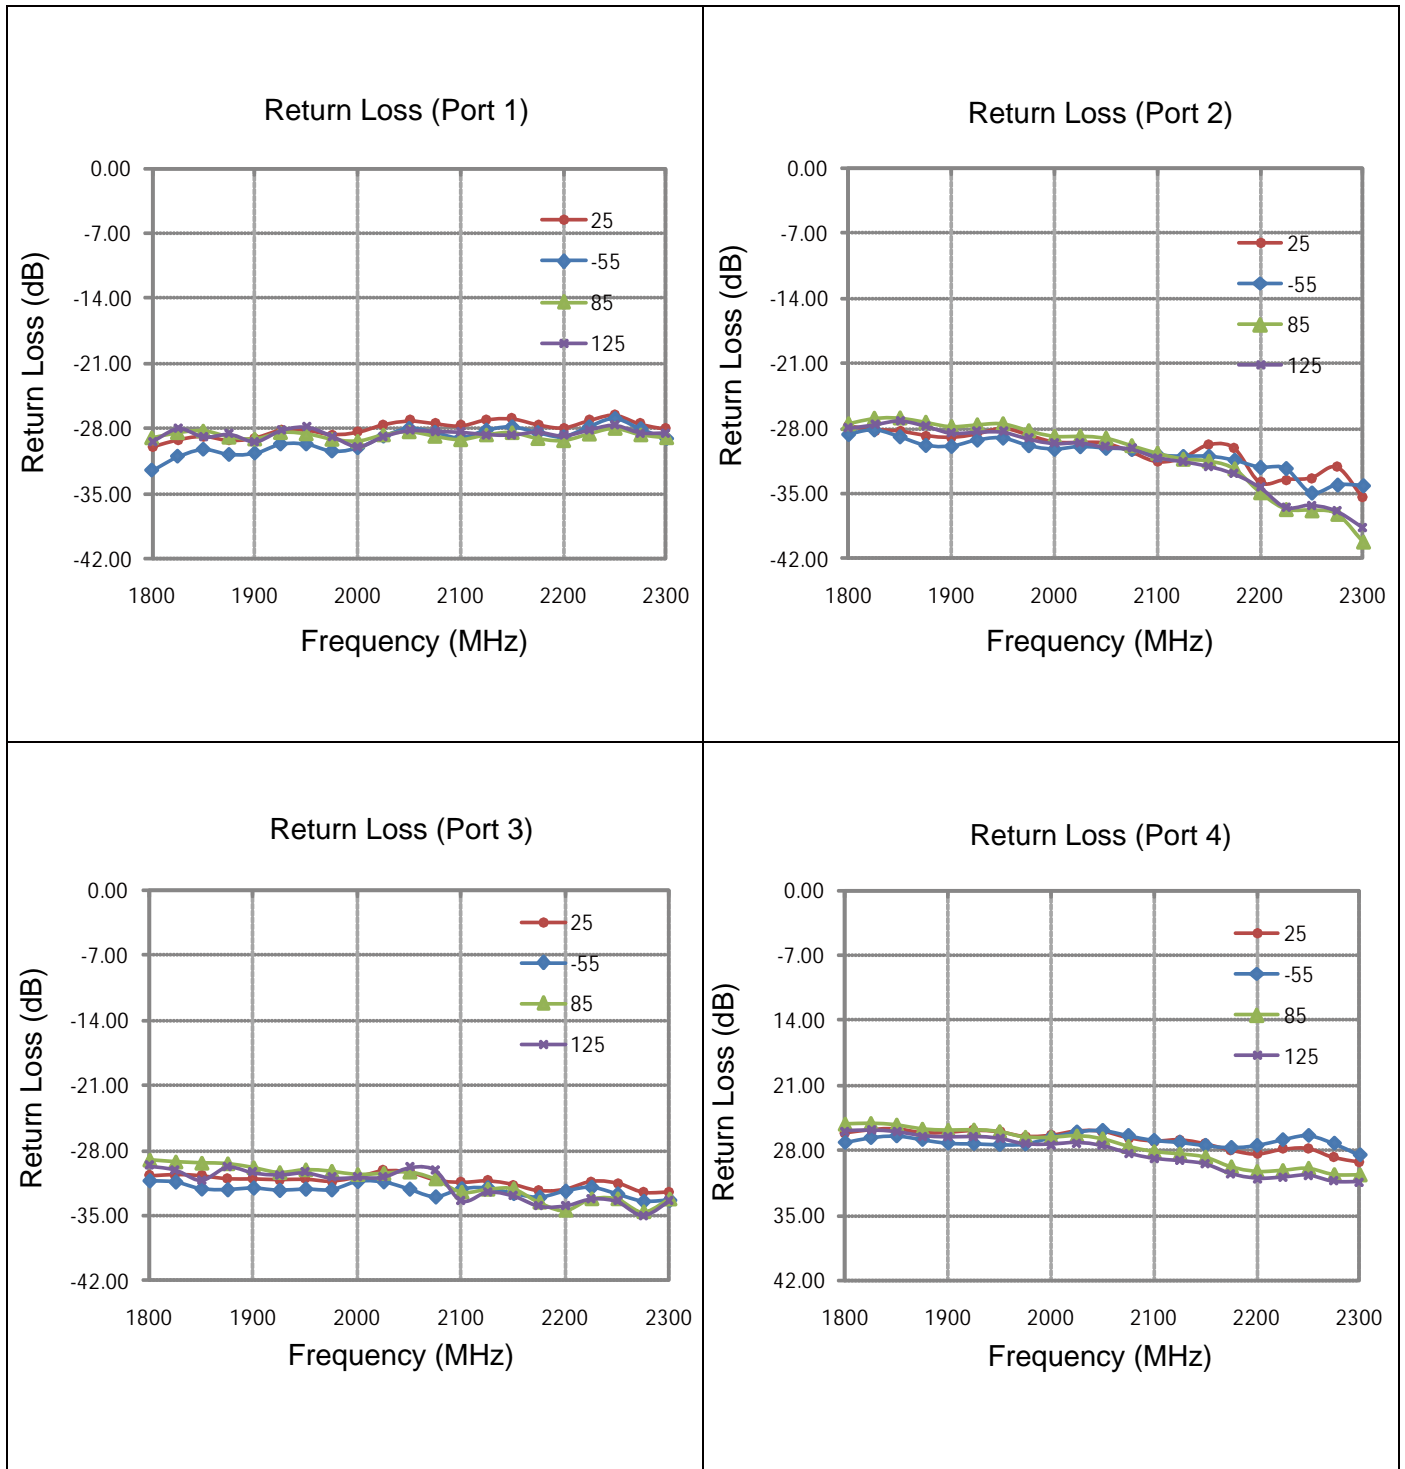 Return Loss (Port 1)
Return Loss (dB)
0.00
-7.00
-14.00
-21.00
-28.00
-35.00
-42.00
25
-55
85
125
1800 1900 2000 2100 2200 2300
Frequency (MHz)
Return Loss (Port 2)
Return Loss (dB)
0.00
-7.00
-14.00
-21.00
-28.00
-35.00
-42.00
25
-55
85
125
1800 1900 2000 2100 2200 2300
Frequency (MHz)
Return Loss (Port 3)
Return Loss (dB)
0.00
-7.00
-14.00
-21.00
-28.00
-35.00
-42.00
25
-55
85
125
1800 1900 2000 2100 2200 2300
Frequency (MHz)
Return Loss (Port 4)
Return Loss (dB)
0.00
-7.00
-14.00
21.00
28.00
35.00
42.00
25
-55
85
125
1800 1900 2000 2100 2200 2300
Frequency (MHz)